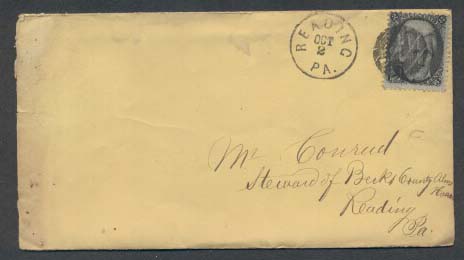 READING
OCT
2
PA.
Mr Conrad
Steward of Berks County Alms
House
Reading
Pa.